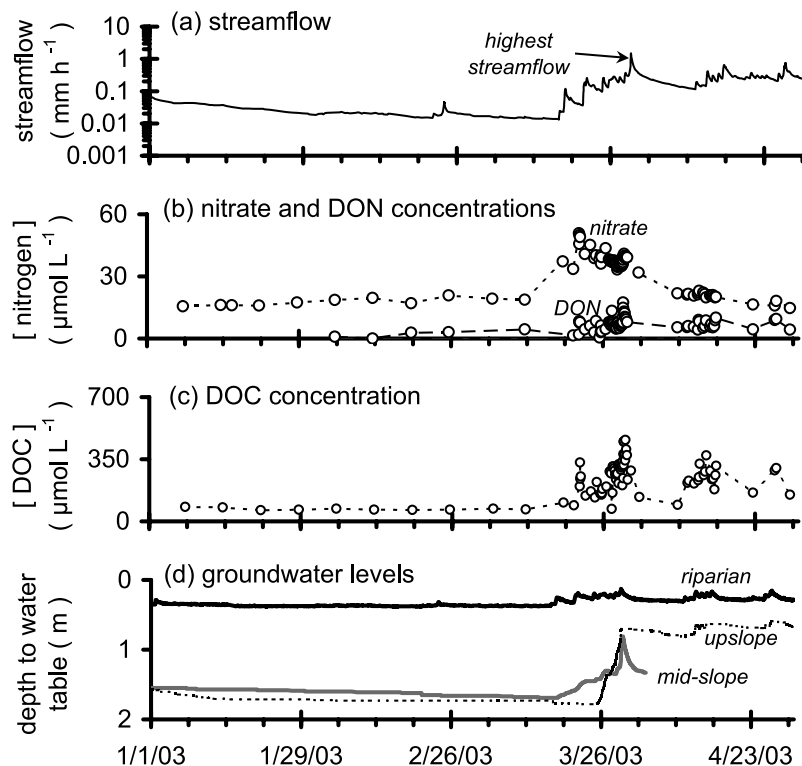 (a) streamflow
highest
streamflow
streamflow
( mm h ⁻¹ )
10
1
0.1
0.01
0.001
(b) nitrate and DON concentrations
nitrate
DON
[ nitrogen ]
( µmol L ⁻¹ )
60
30
0
(c) DOC concentration
[ DOC ]
( µmol L ⁻¹ )
700
350
0
(d) groundwater levels
riparian
upslope
mid-slope
depth to water
table ( m )
0
1
2
1/1/03 1/29/03 2/26/03 3/26/03 4/23/03